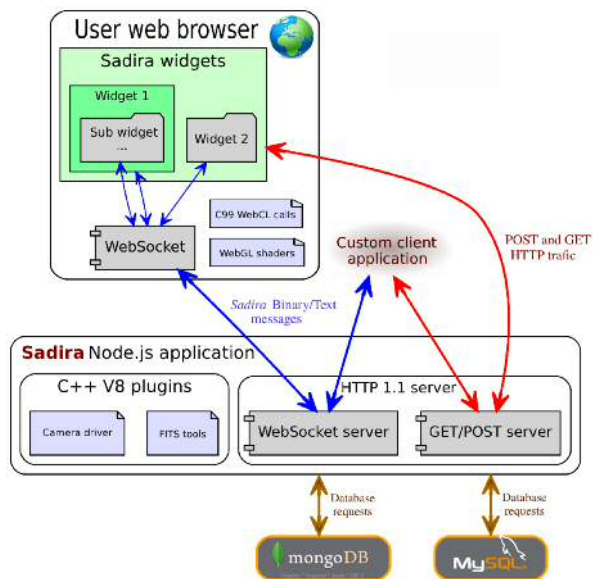 User web browser
Sadira widgets
Widget 1
Sub widget
...
Widget 2
C99 WebCL calls
WebSocket
WebGL shaders
Custom client
application
POST and GET
HTTP trafic
Sadira Binary/Text
messages
Sadira Node.js application
C++ V8 plugins
HTTP 1.1 server
Camera driver
FITS tools
WebSocket server
GET/POST server
Database
requests
Database
requests
mongoDB
MySQL